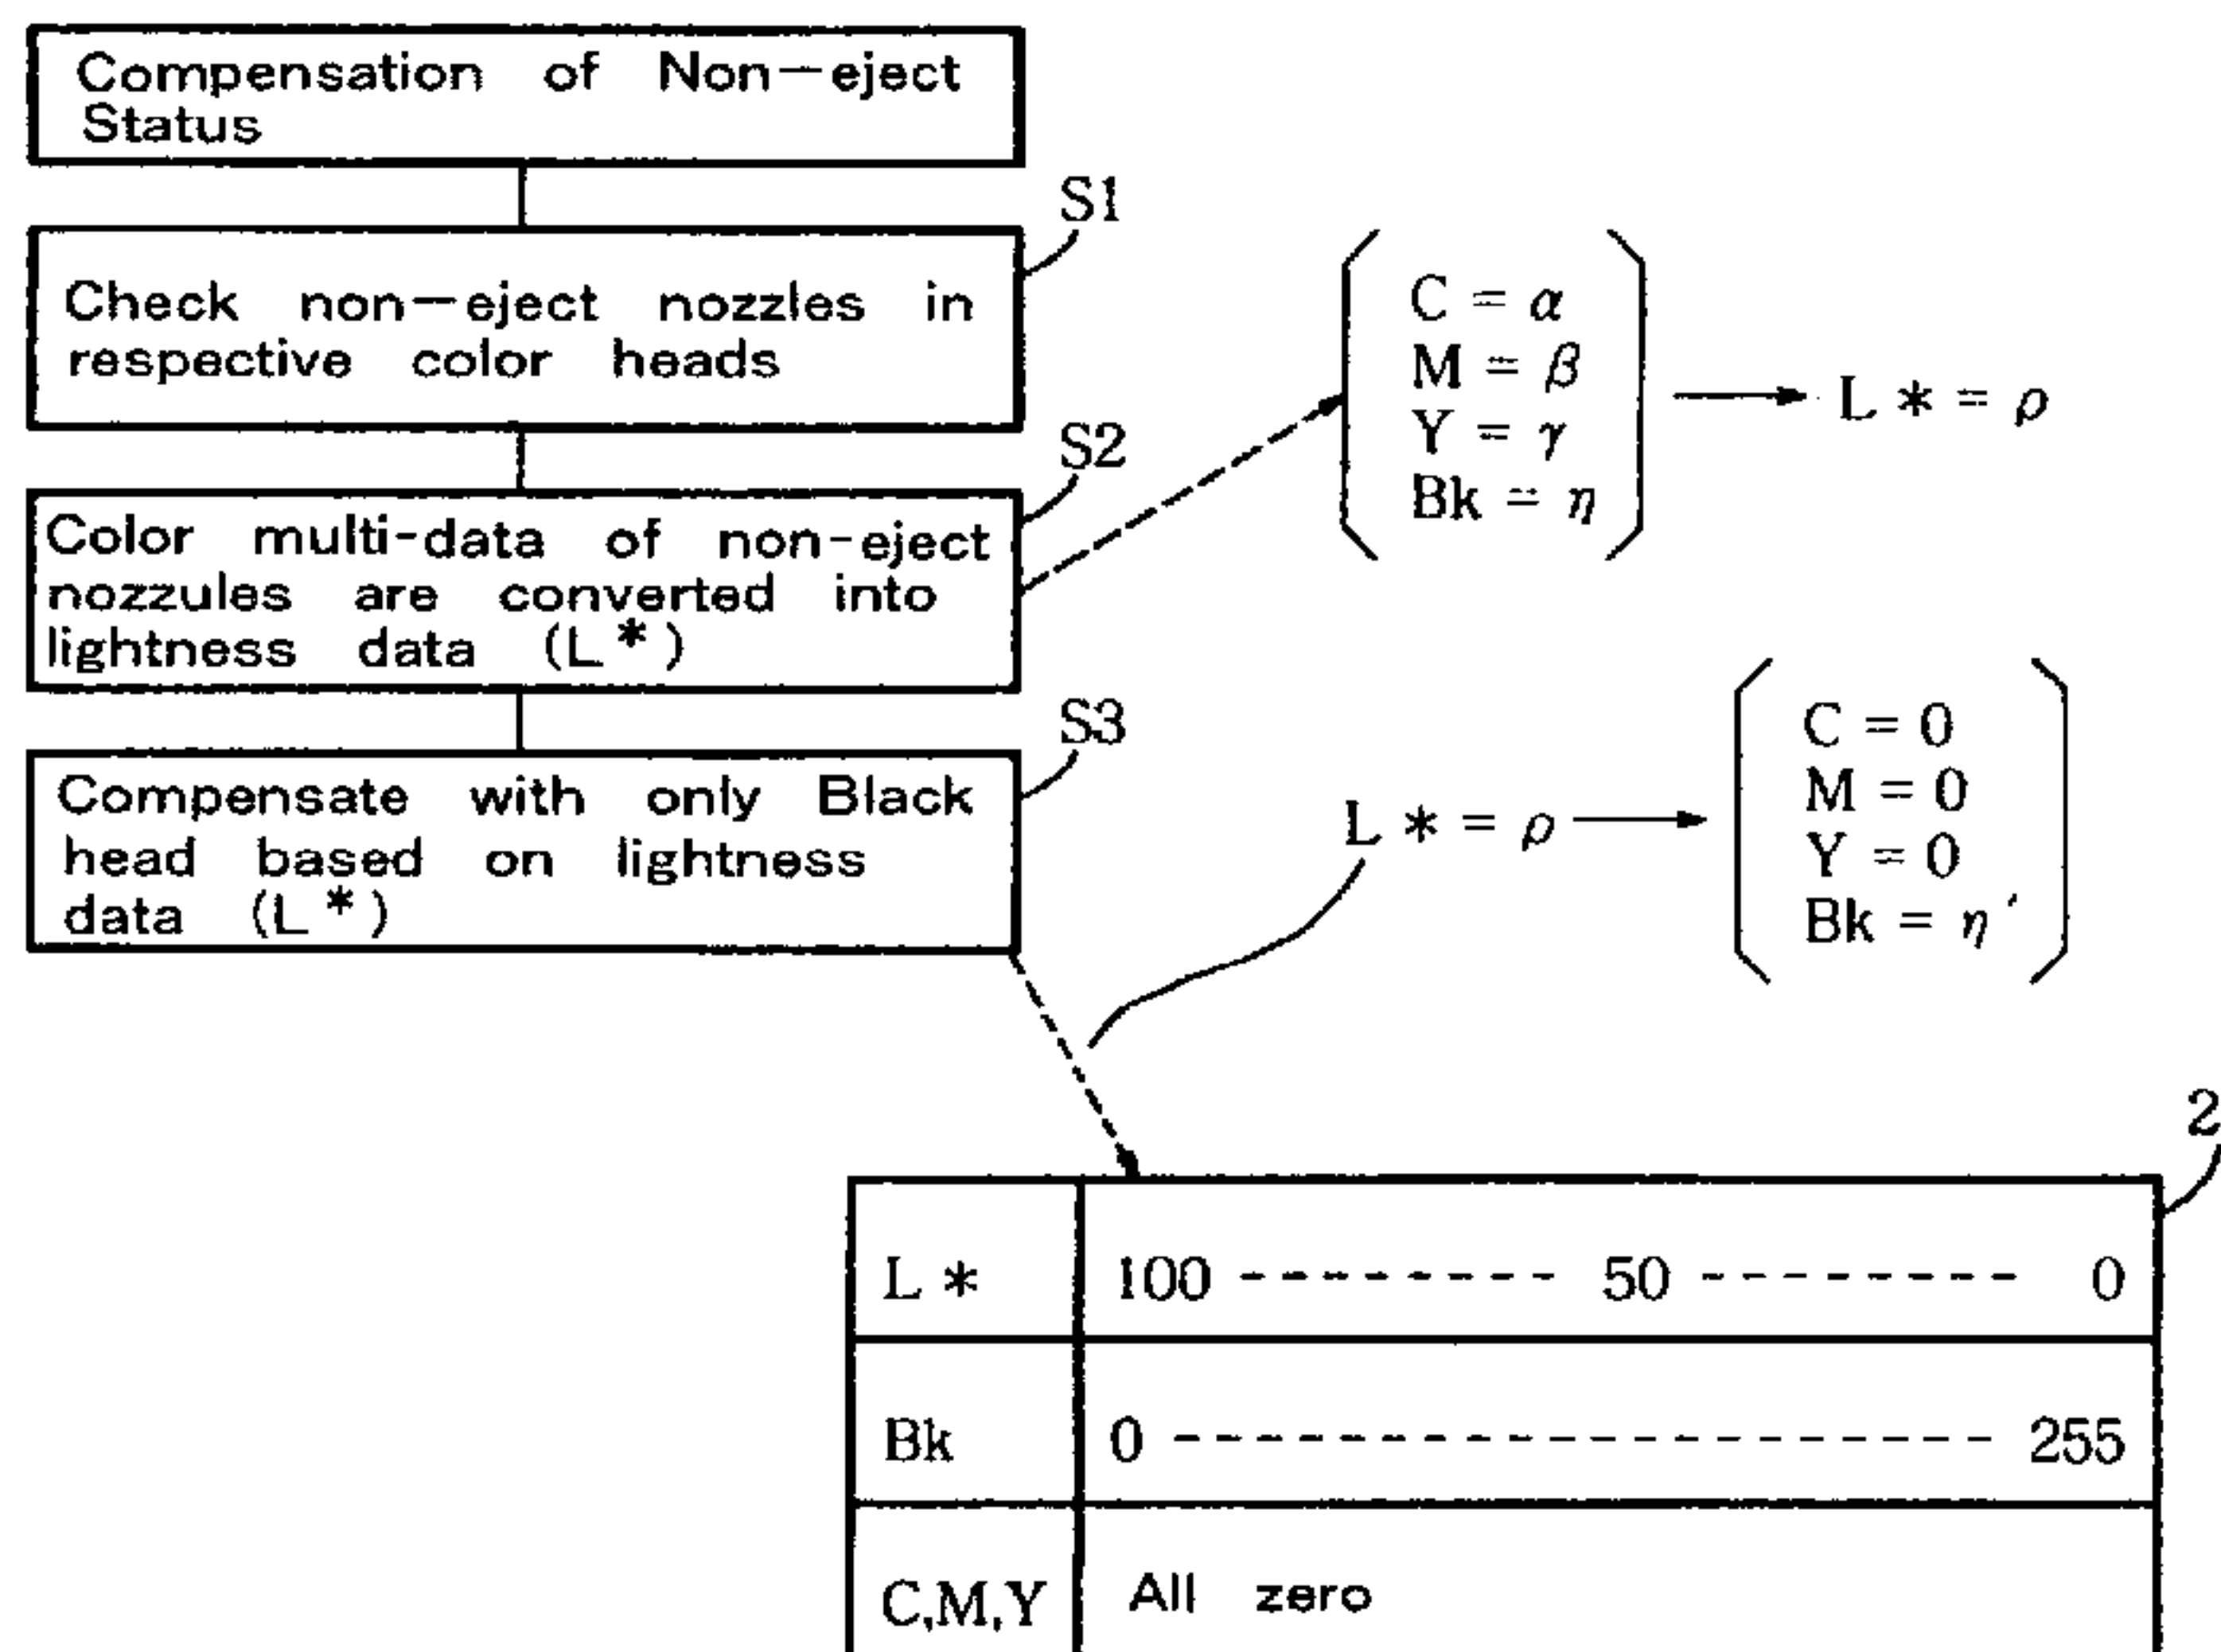 Compensation of Non—eject
Status
S1
Check non—eject nozzles in
respective color heads
C = α
M = β
Y = γ
Bk = η
L * = ρ
S2
Color multi-data of non-eject
nozzules are converted into
lightness data (L*)
S3
Compensate with only Black
head based on lightness
data (L*)
L * = ρ
C = 0
M = 0
Y = 0
Bk = η ′
2
L * 100 --------- 50 -------- 0
Bk 0 -------------------- 255
C,M,Y All zero